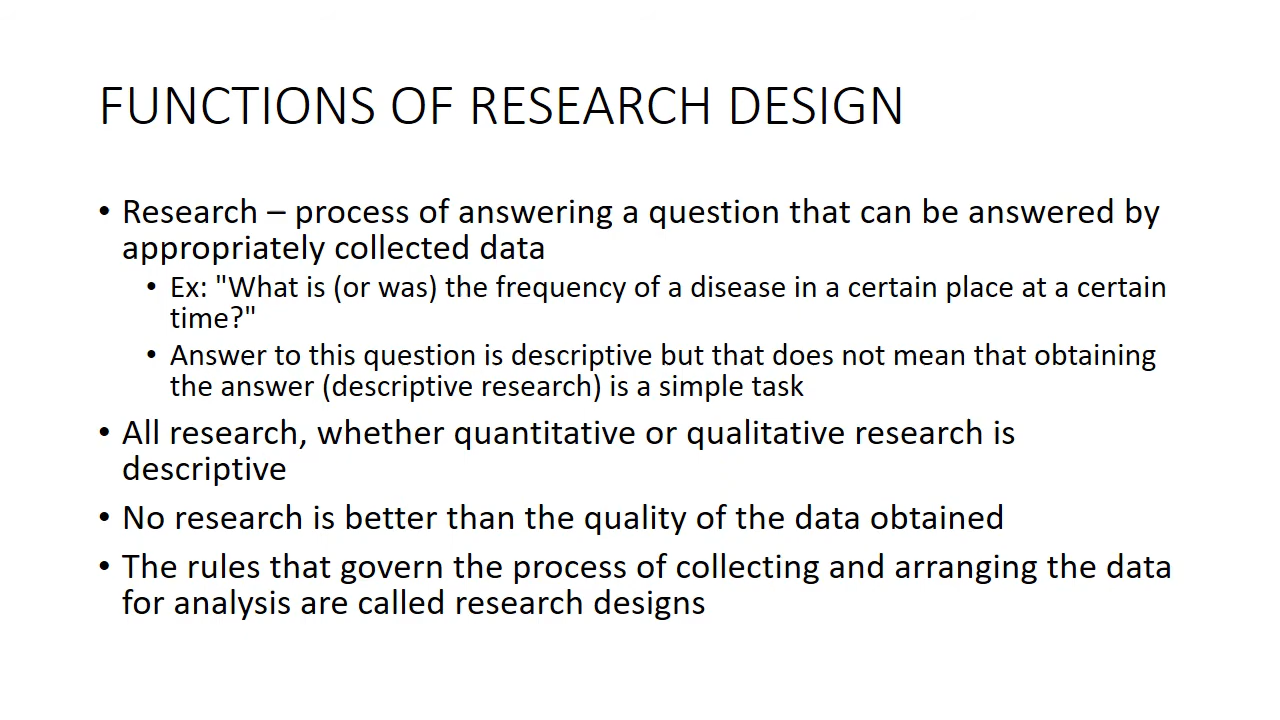 FUNCTIONS OF RESEARCH DESIGN
• Research – process of answering a question that can be answered by
appropriately collected data
• Ex: "What is (or was) the frequency of a disease in a certain place at a certain
time?"
• Answer to this question is descriptive but that does not mean that obtaining
the answer (descriptive research) is a simple task
• All research, whether quantitative or qualitative research is
descriptive
• No research is better than the quality of the data obtained
• The rules that govern the process of collecting and arranging the data
for analysis are called research designs